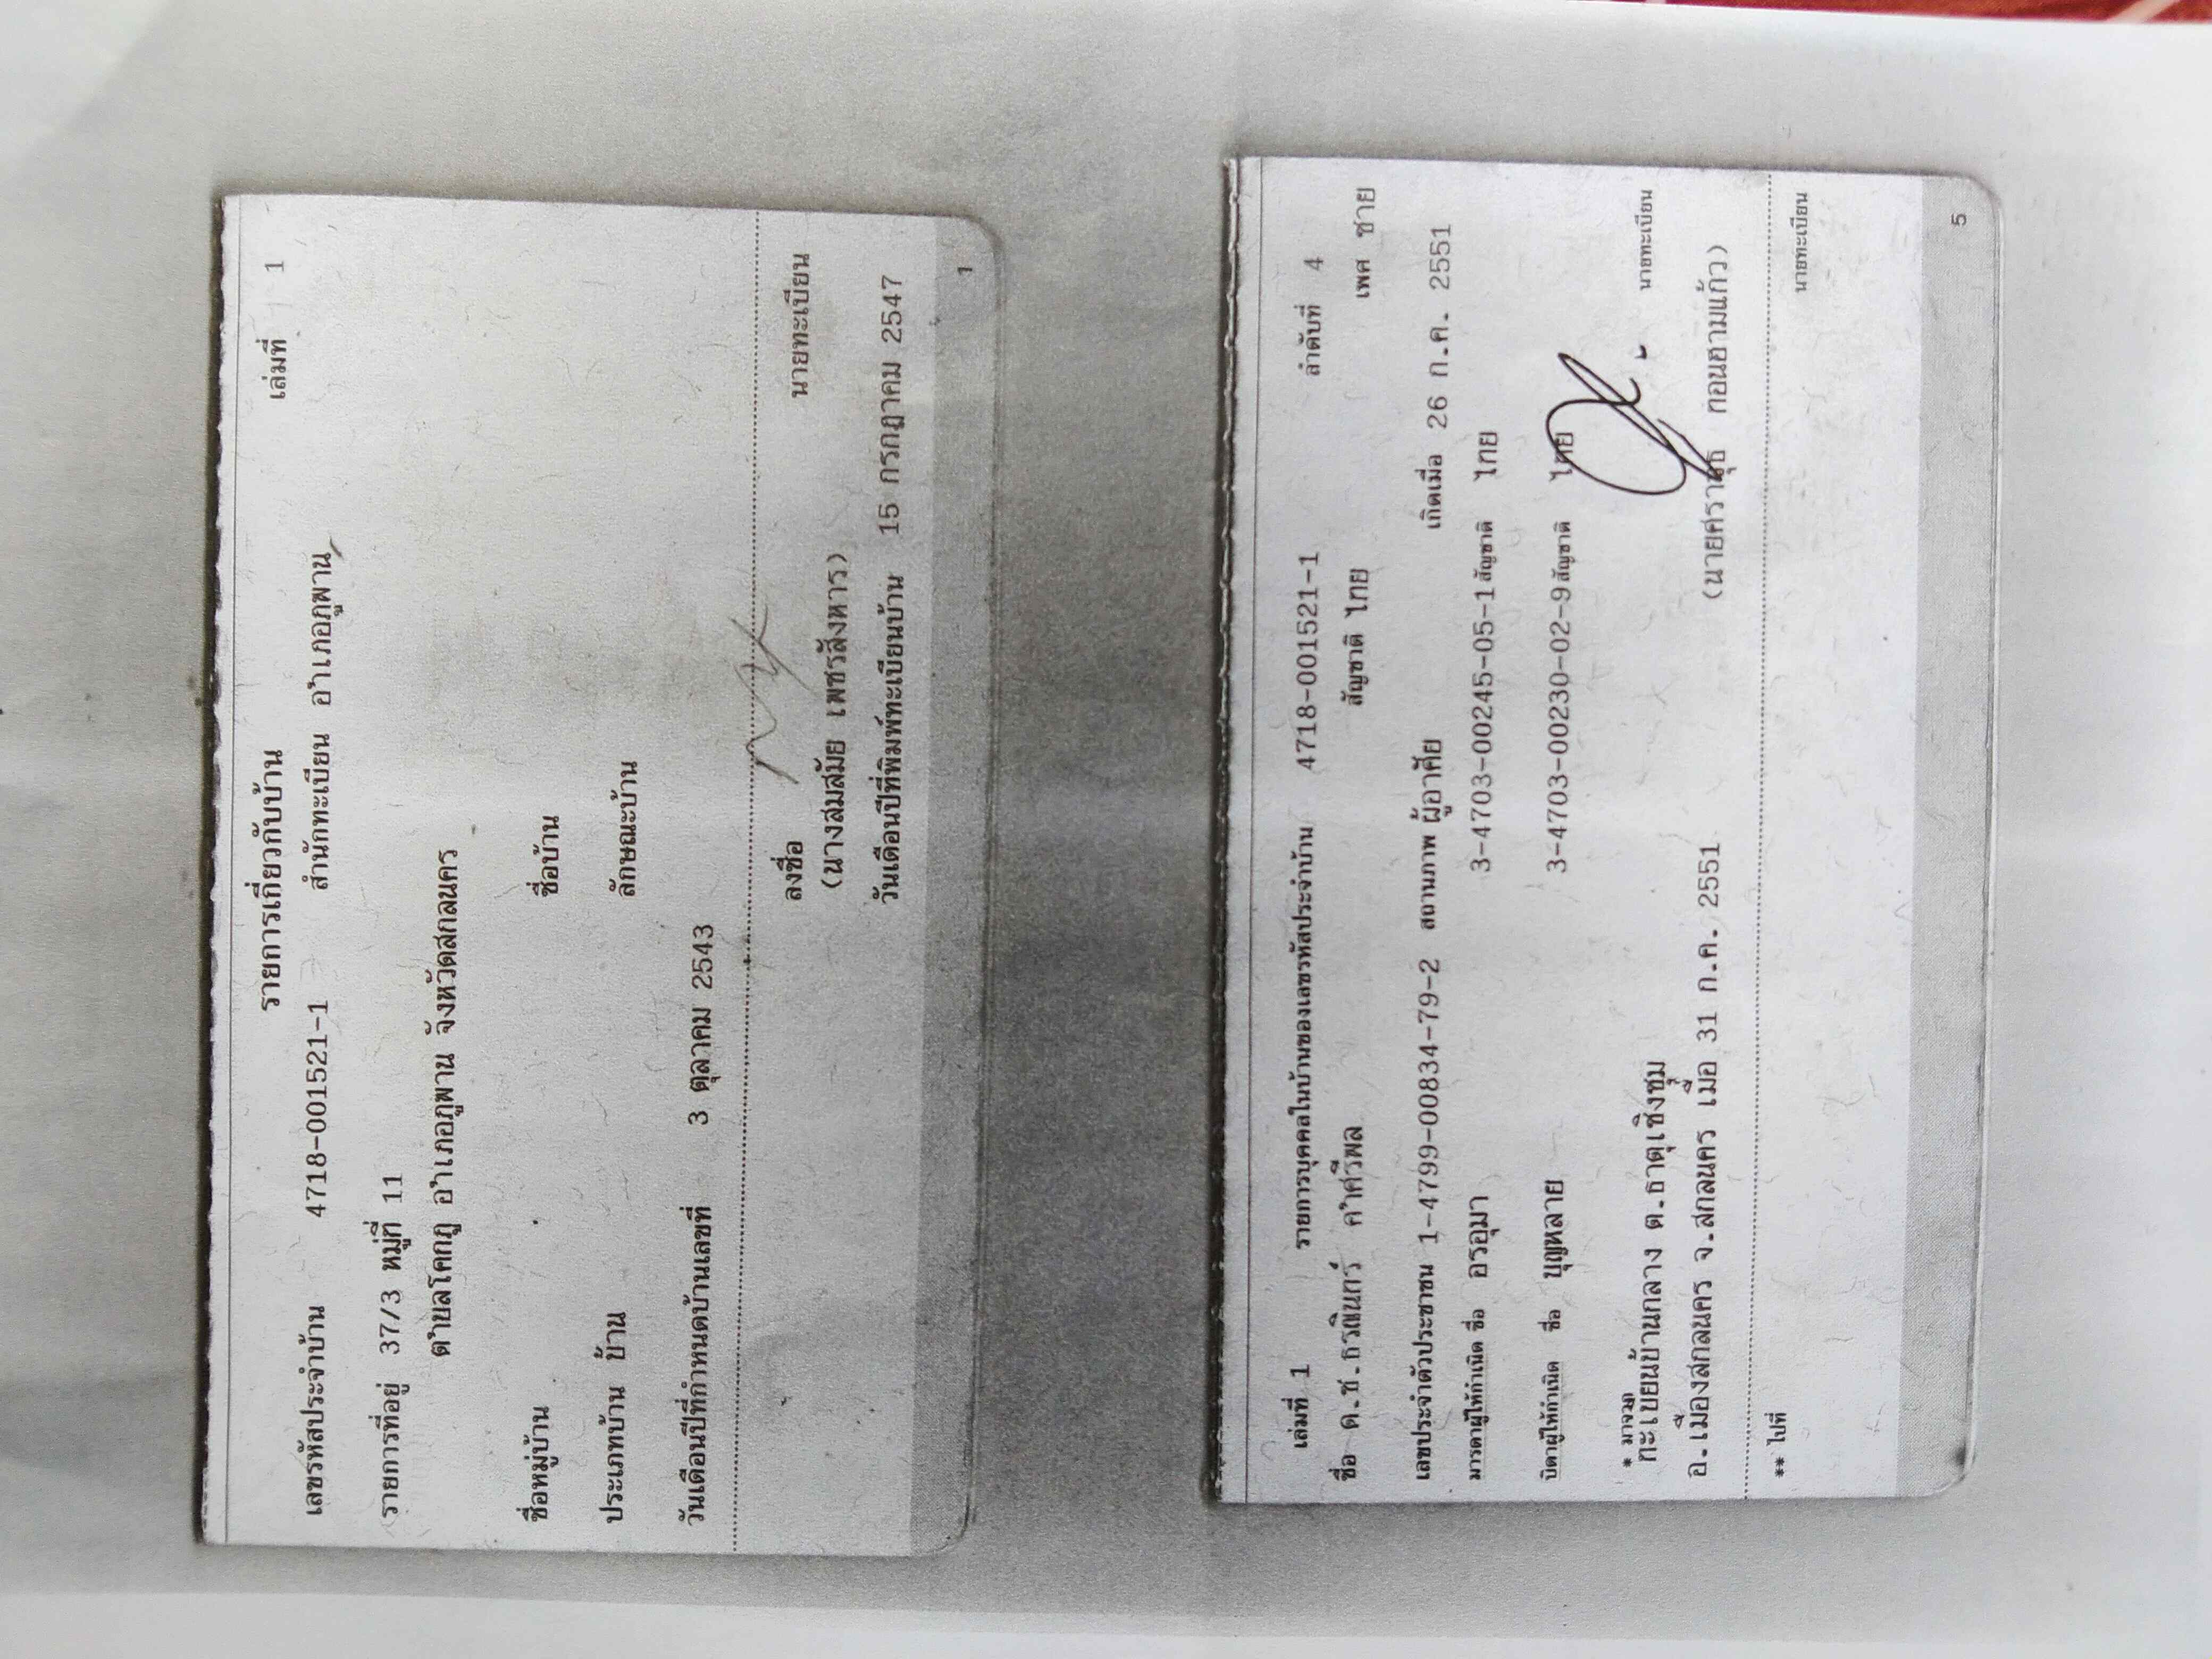 รายการเกี่ยวกับบ้าน เล่มที่ 1
เลขรหัสประจำบ้าน 4718-001521-1 สำนักทะเบียน อำเภอภูพาน
รายการที่อยู่ 37/3 หมู่ที่ 11
ตำบลโคกภู อำเภอภูพาน จังหวัดสกลนคร
ชื่อหมู่บ้าน ชื่อบ้าน
ประเภทบ้าน บ้าน ลักษณะบ้าน
วันเดือนปีที่กำหนดบ้านเลขที่ 3 ตุลาคม 2543
ลงชื่อ นายทะเบียน
(นางสมสมัย เพชรสังหาร)
วันเดือนปีที่พิมพ์ทะเบียนบ้าน 15 กรกฎาคม 2547
1
เล่มที่ 1 รายการบุคคลในบ้านของเลขรหัสประจำบ้าน 4718-001521-1 ลำดับที่ 4
ชื่อ ด.ช.ธรณินทร์ คำศรีพล สัญชาติ ไทย เพศ ชาย
เลขประจำตัวประชาชน 1-4799-00834-79-2 สถานภาพ ผู้อาศัย เกิดเมื่อ 26 ก.ค. 2551
มารดาผู้ให้กำเนิด ชื่อ อรอุมา 3-4703-00245-05-1 สัญชาติ ไทย
บิดาผู้ให้กำเนิด ชื่อ บุญหลาย 3-4703-00230-02-9 สัญชาติ ไทย
* มาจาก
ทะเบียนบ้านกลาง ต.ธาตุเชิงชุม นายทะเบียน
อ.เมืองสกลนคร จ.สกลนคร เมื่อ 31 ก.ค. 2551 (นายศราวุธ ทอนฮามแก้ว)
** ไปที่ นายทะเบียน
5